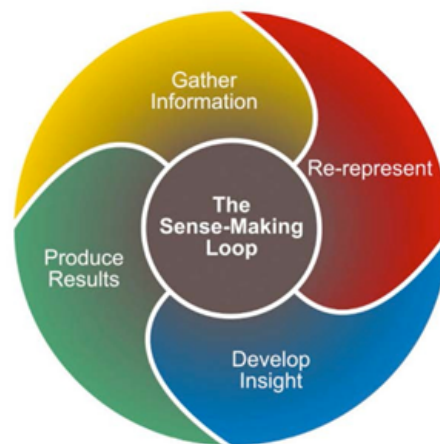 Gather
Information
Re-represent
The
Sense-Making
Loop
Produce
Results
Develop
Insight